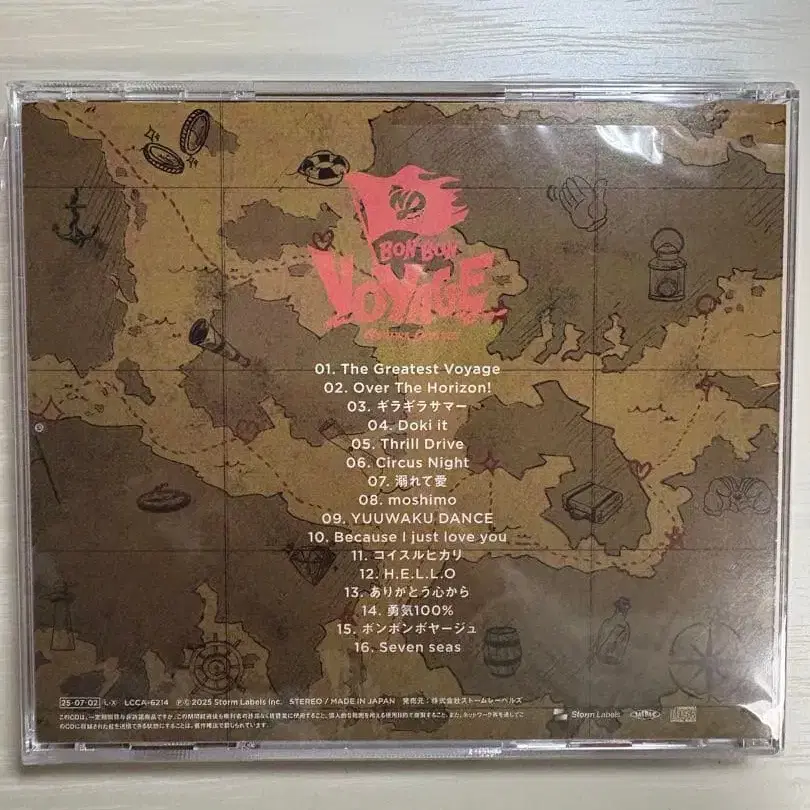 BON BON
VOYAGE
01. The Greatest Voyage
02. Over The Horizon!
03. ギラギラサマー
04. Doki it
05. Thrill Drive
06. Circus Night
07. 溺れて愛
08. moshimo
09. YUUWAKU DANCE
10. Because I just love you
11. コイスルヒカリ
12. H.E.L.L.O
13. ありがとう心から
14. 勇気100%
15. ボンボンボヤージュ
16. Seven seas
25・07・02 L-X LCCA-6214 Ⓟ©2025 Storm Labels Inc. STEREO / MADE IN JAPAN 発売元：株式会社ストームレーベルズ
Storm Labels